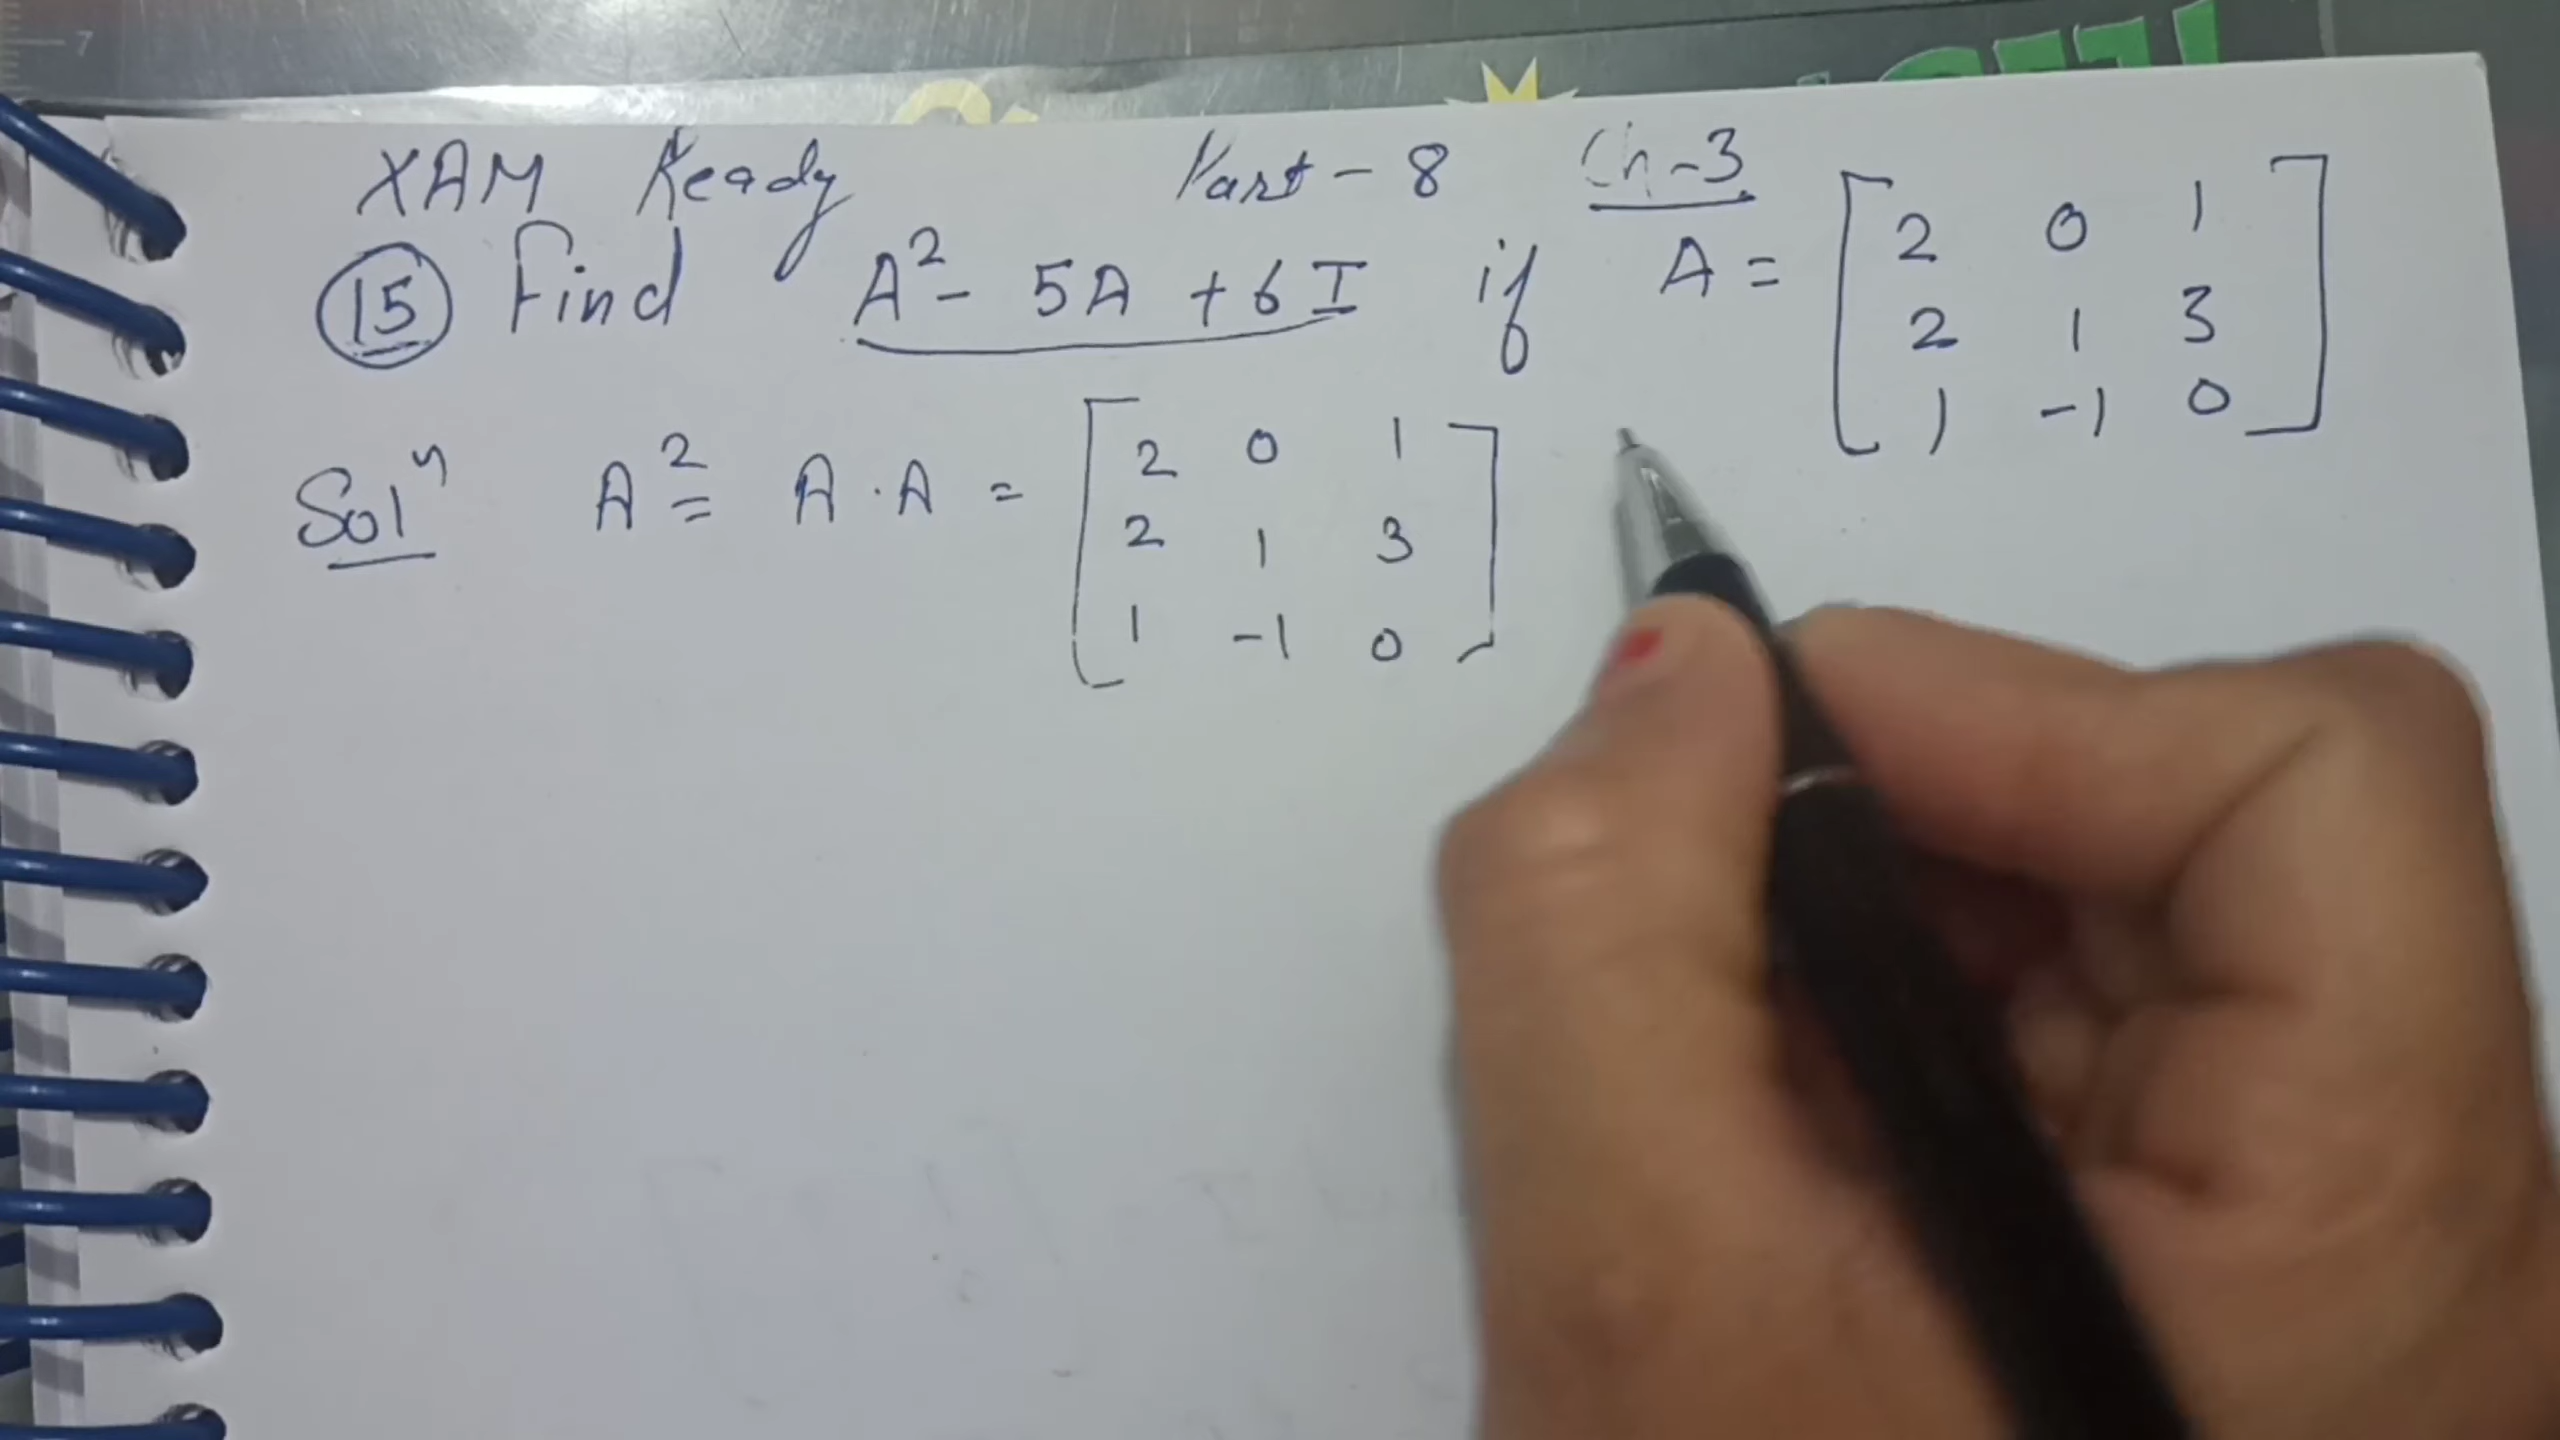 7
XAM Ready Part - 8 Ch-3
15 Find A² - 5A + 6I if A = [2 0 1
2 1 3
1 -1 0]
Solⁿ A² = A · A = [2 0 1
2 1 3
1 -1 0]